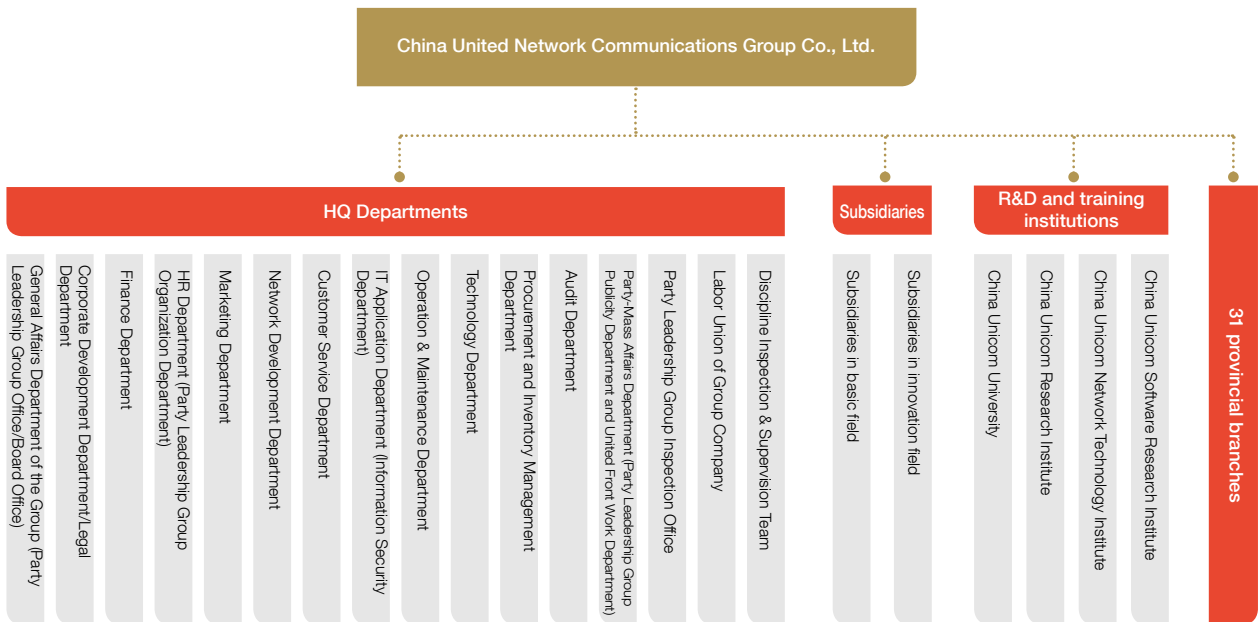 China United Network Communications Group Co., Ltd.
HQ Departments
General Affairs Department of the Group (Party
Leadership Group Office/Board Office)
Corporate Development Department/Legal
Department
Finance Department
HR Department (Party Leadership Group
Organization Department)
Marketing Department
Network Development Department
Customer Service Department
IT Application Department (Information Security
Department)
Operation & Maintenance Department
Technology Department
Procurement and Inventory Management
Department
Audit Department
Party-Mass Affairs Department (Party Leadership Group
Publicity Department and United Front Work Department)
Party Leadership Group Inspection Office
Labor Union of Group Company
Discipline Inspection & Supervision Team
Subsidiaries
Subsidiaries in basic field
Subsidiaries in innovation field
R&D and training
institutions
China Unicom University
China Unicom Research Institute
China Unicom Network Technology Institute
China Unicom Software Research Institute
31 provincial branches